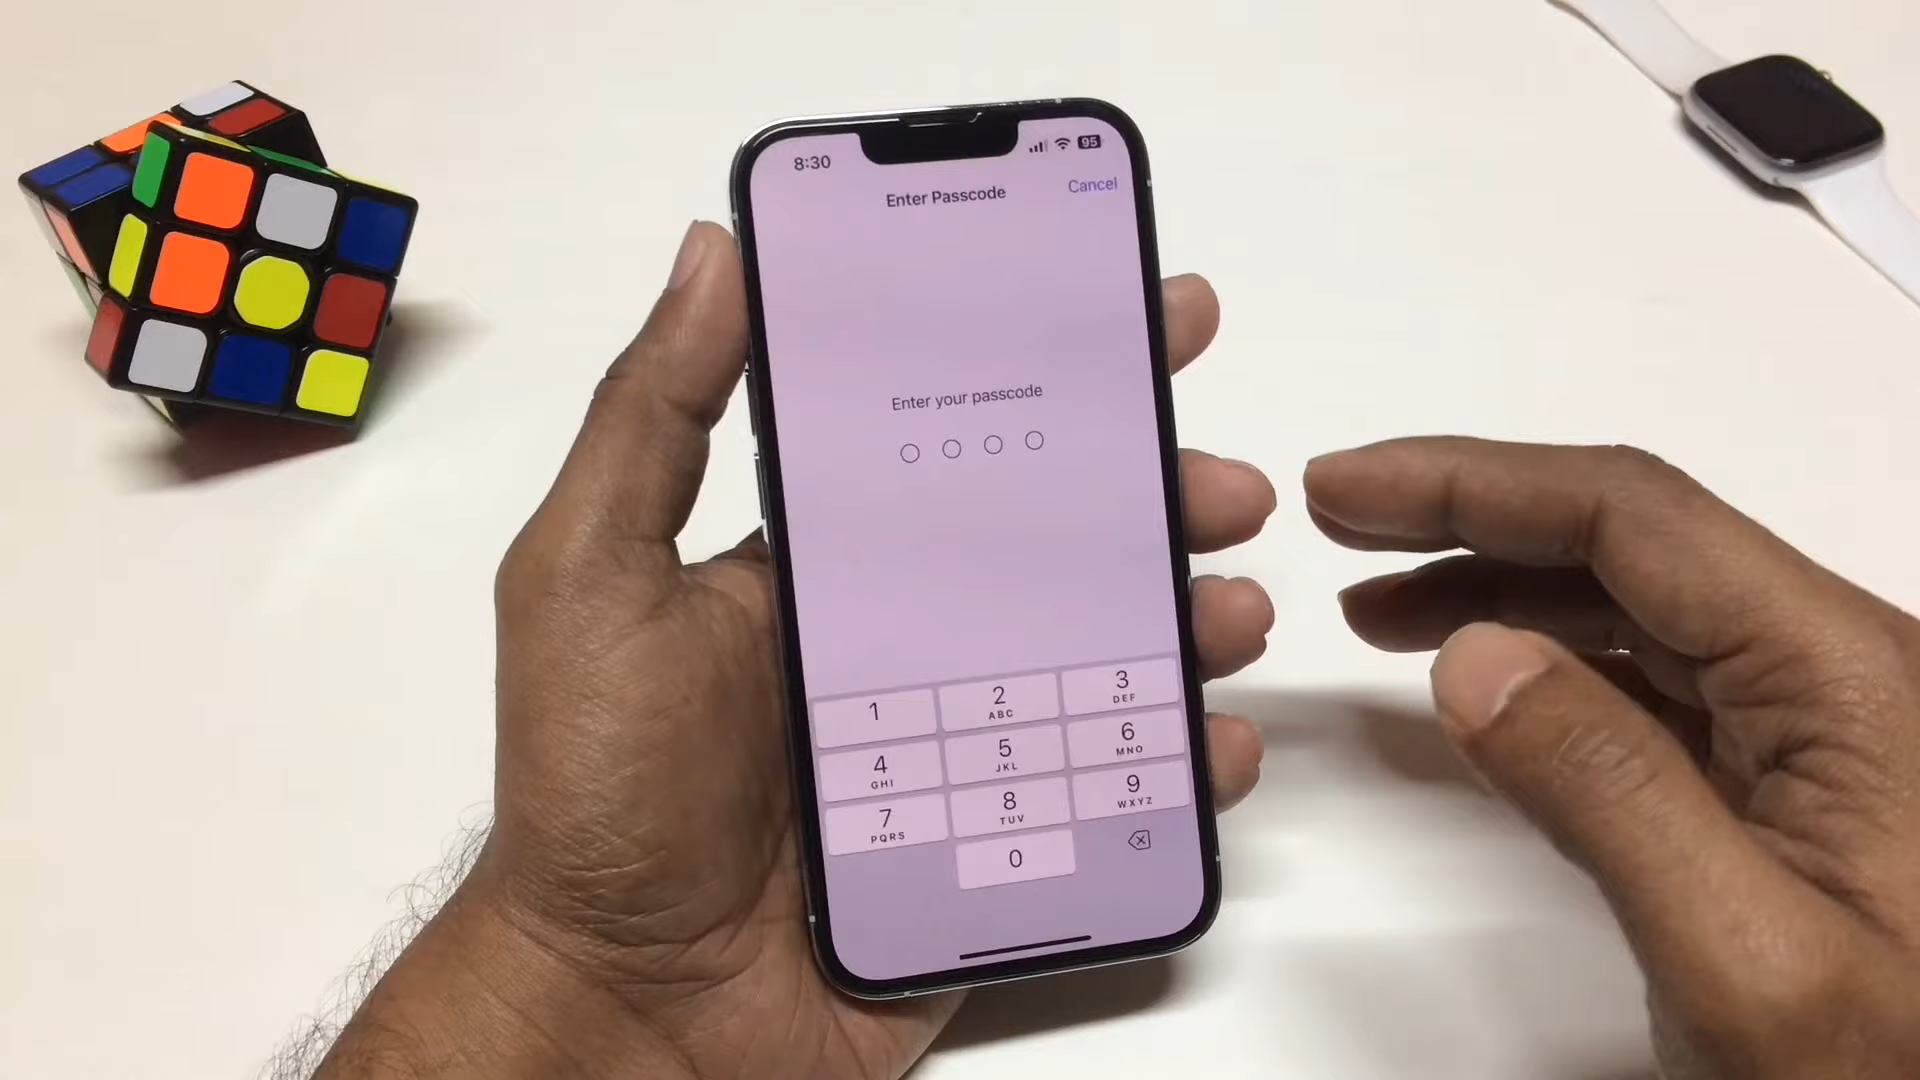 8:30
95
Enter Passcode
Cancel
Enter your passcode
1
2
ABC
3
DEF
4
GHI
5
JKL
6
MNO
7
PQRS
8
TUV
9
WXYZ
0